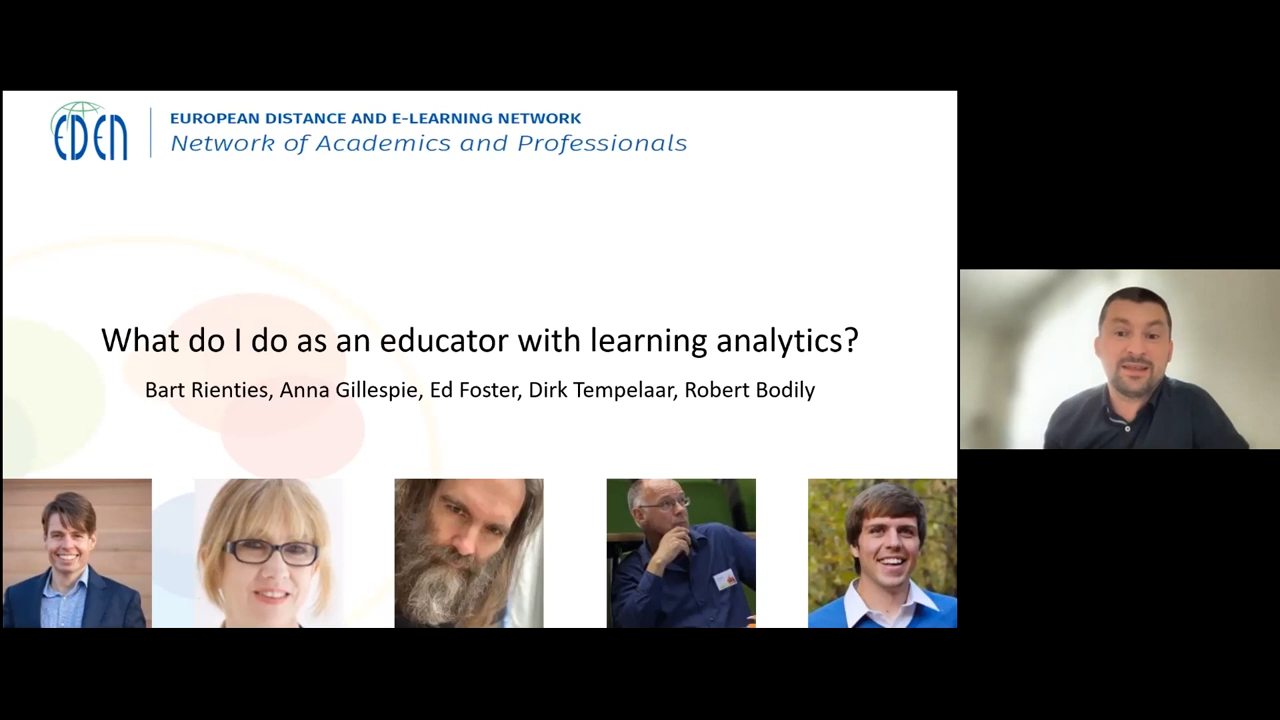 EDEN
EUROPEAN DISTANCE AND E-LEARNING NETWORK
Network of Academics and Professionals
What do I do as an educator with learning analytics?
Bart Rienties, Anna Gillespie, Ed Foster, Dirk Tempelaar, Robert Bodily